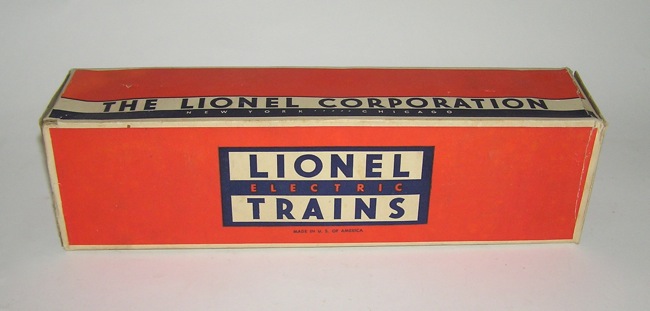 THE LIONEL CORPORATION
NEW YORK ····· CHICAGO
LIONEL
ELECTRIC
TRAINS
MADE IN U. S. OF AMERICA